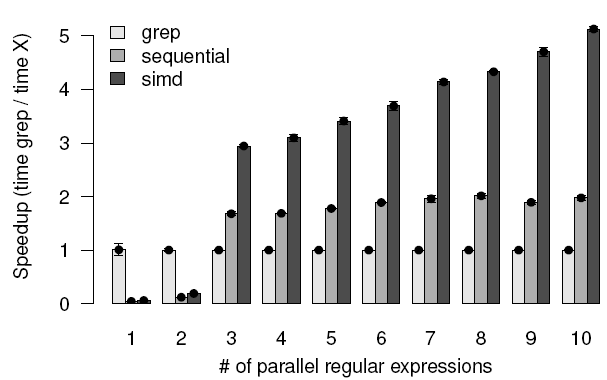 Speedup (time grep / time X)
5
4
3
2
1
0
grep
sequential
simd
1 2 3 4 5 6 7 8 9 10
# of parallel regular expressions